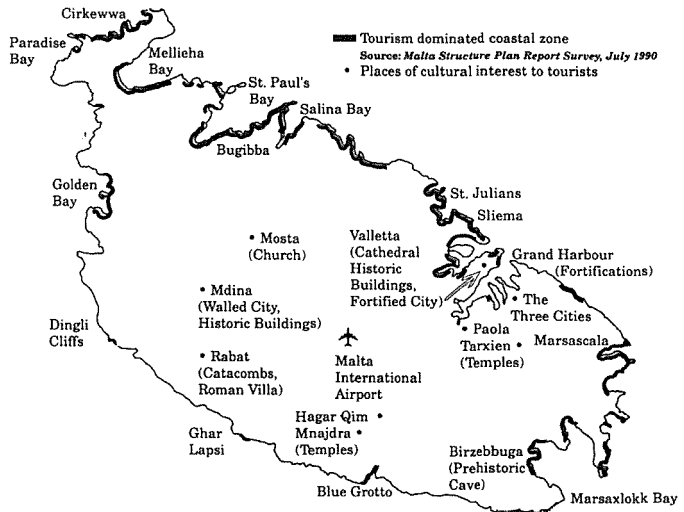 Cirkewwa
Paradise
Bay
Mellieha
Bay
Tourism dominated coastal zone
Source: Malta Structure Plan Report Survey, July 1990
Places of cultural interest to tourists
St. Paul's
Bay
Salina Bay
Bugibba
Golden
Bay
St. Julians
Sliema
Mosta
(Church)
Valletta
(Cathedral
Historic
Buildings,
Fortified City)
Grand Harbour
(Fortifications)
Mdina
(Walled City,
Historic Buildings)
The
Three Cities
Dingli
Cliffs
Paola
Tarxien
(Temples)
Marsascala
Rabat
(Catacombs,
Roman Villa)
Malta
International
Airport
Hagar Qim
Mnajdra
(Temples)
Ghar
Lapsi
Birzebbuga
(Prehistoric
Cave)
Blue Grotto
Marsaxlokk Bay